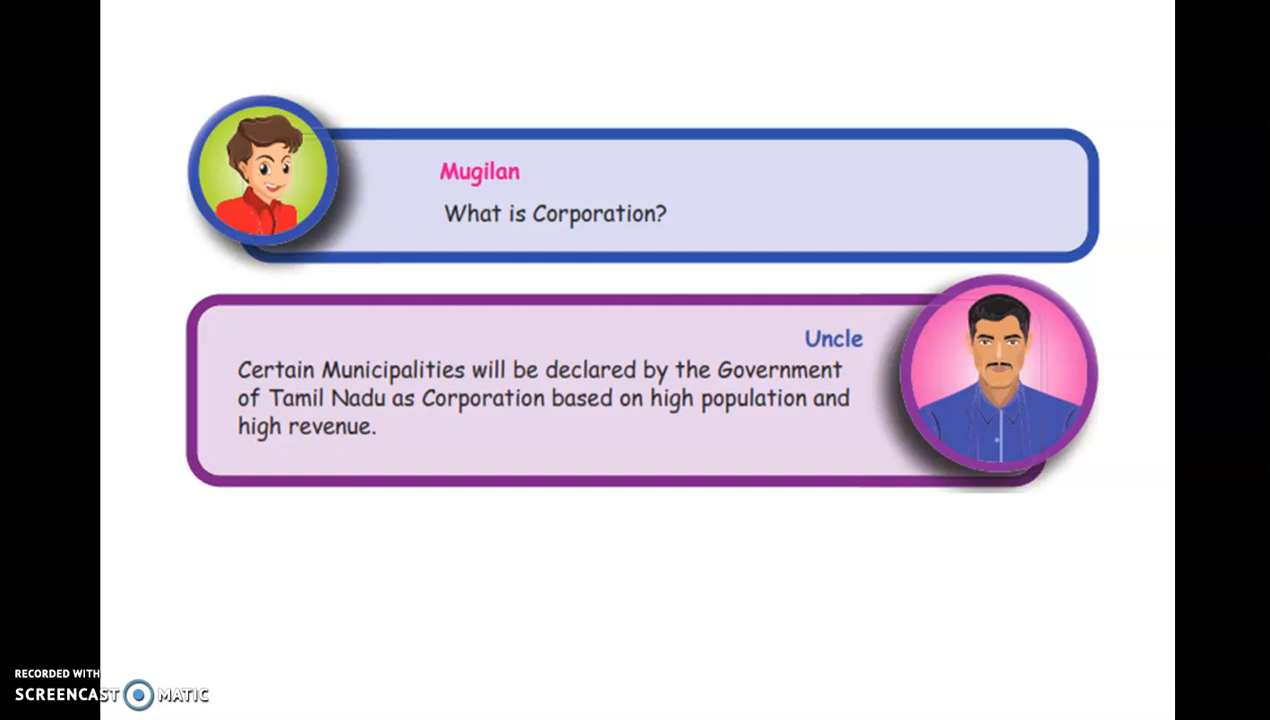 Mugilan
What is Corporation?
Uncle
Certain Municipalities will be declared by the Government
of Tamil Nadu as Corporation based on high population and
high revenue.
RECORDED WITH
SCREENCAST MATIC